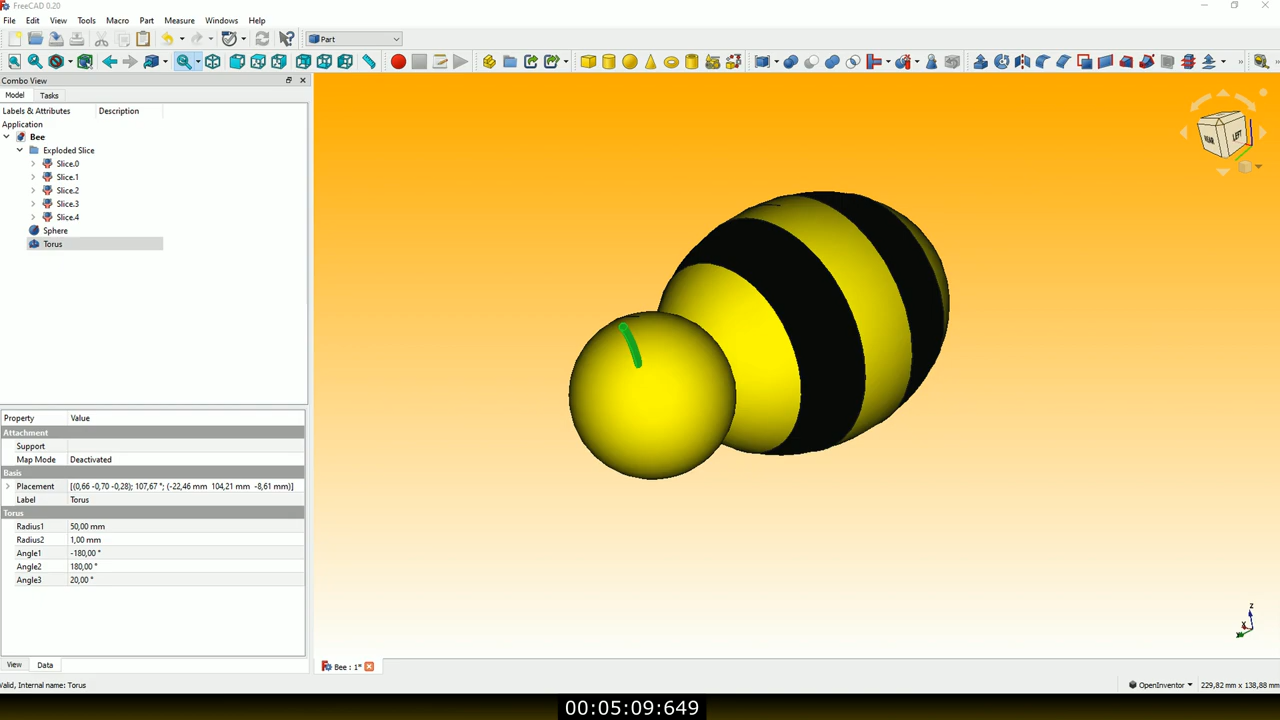 FreeCAD 0.20
File Edit View Tools Macro Part Measure Windows Help
Part
Combo View
Model Tasks
Labels & Attributes Description
Application
Bee
Exploded Slice
Slice.0
Slice.1
Slice.2
Slice.3
Slice.4
Sphere
Torus
Property Value
Attachment
Support
Map Mode Deactivated
Basis
Placement [(0,66 -0,70 -0,28); 107,67 °; (-22,46 mm 104,21 mm -8,61 mm)]
Label Torus
Torus
Radius1 50,00 mm
Radius2 1,00 mm
Angle1 -180,00 °
Angle2 180,00 °
Angle3 20,00 °
View Data
REAR LEFT
Z
Bee : 1*
Valid, Internal name: Torus
OpenInventor 229,82 mm x 138,88 mm
00:05:09:649